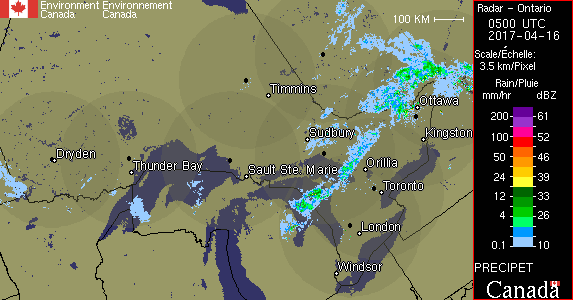 Environment Environnement
Canada Canada
100 KM
Timmins
Ottawa
Sudbury
Kingston
Dryden
Thunder Bay
Sault Ste. Marie
Orillia
Toronto
London
Windsor
Radar - Ontario
0500 UTC
2017-04-16
Scale/Échelle:
3.5 km/Pixel
Rain/Pluie
mm/hr dBZ
200 61
100 52
50 46
24 39
12 33
4 26
0.1 10
PRECIPET
Canada